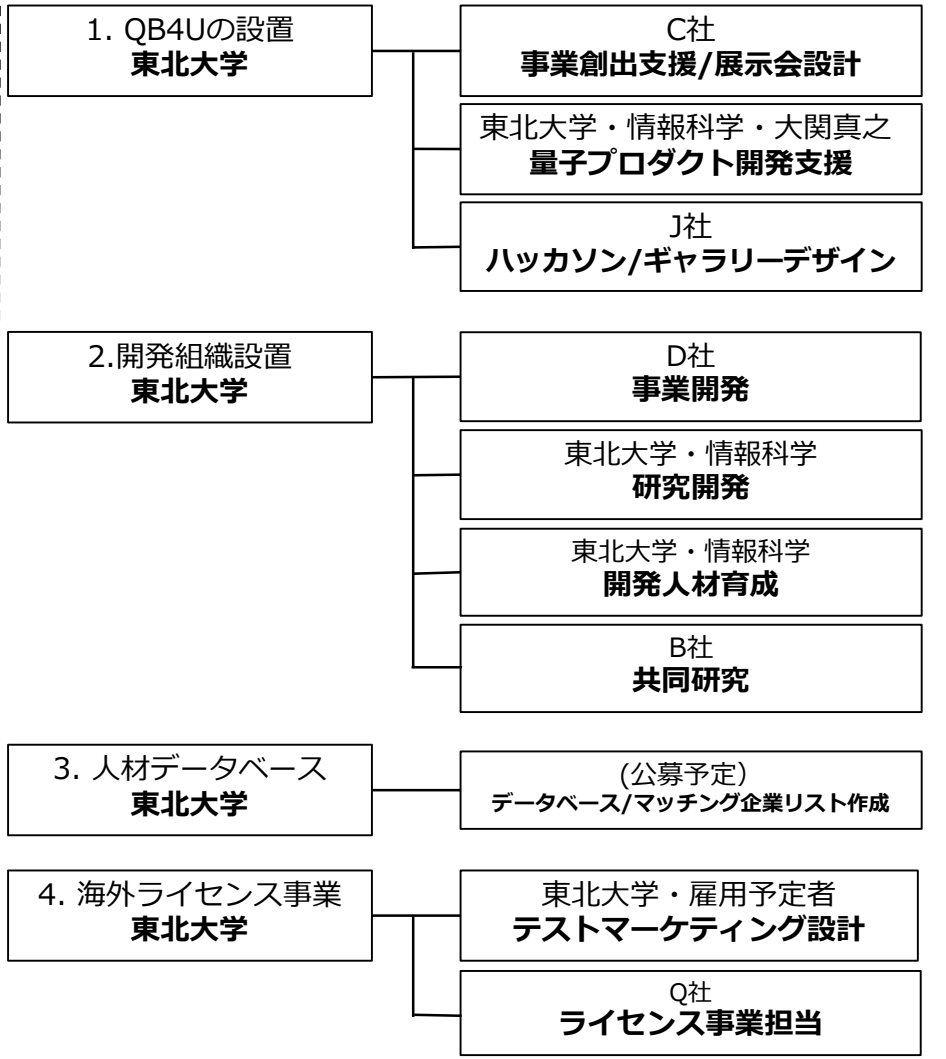 1. QB4Uの設置
東北大学
C社
事業創出支援/展示会設計
東北大学・情報科学・大関真之
量子プロダクト開発支援
J社
ハッカソン/ギャラリーデザイン
2.開発組織設置
東北大学
D社
事業開発
東北大学・情報科学
研究開発
東北大学・情報科学
開発人材育成
B社
共同研究
3. 人材データベース
東北大学
(公募予定）
データベース/マッチング企業リスト作成
4. 海外ライセンス事業
東北大学
東北大学・雇用予定者
テストマーケティング設計
Q社
ライセンス事業担当